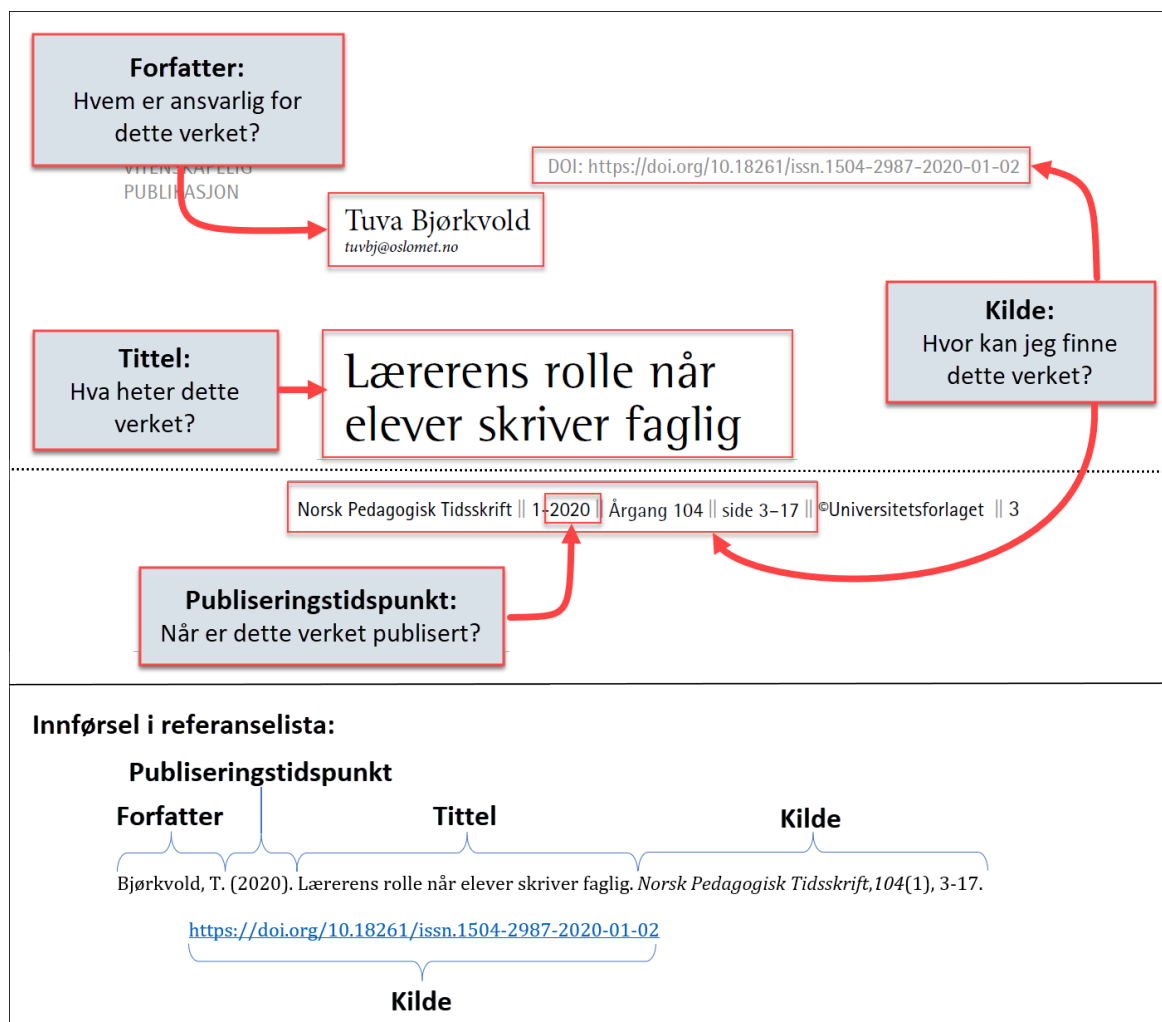 Forfatter:
Hvem er ansvarlig for
dette verket?
VITENSKAPELIG
PUBLIKASJON
DOI: https://doi.org/10.18261/issn.1504-2987-2020-01-02
Tuva Bjørkvold
tuvbj@oslomet.no
Kilde:
Hvor kan jeg finne
dette verket?
Tittel:
Hva heter dette
verket?
Lærerens rolle når
elever skriver faglig
Norsk Pedagogisk Tidsskrift || 1-2020 || Årgang 104 || side 3–17 || ©Universitetsforlaget || 3
Publiseringstidspunkt:
Når er dette verket publisert?
Innførsel i referanselista:
Publiseringstidspunkt
Forfatter Tittel Kilde
Bjørkvold, T. (2020). Lærerens rolle når elever skriver faglig. Norsk Pedagogisk Tidsskrift,104(1), 3-17.
https://doi.org/10.18261/issn.1504-2987-2020-01-02
Kilde